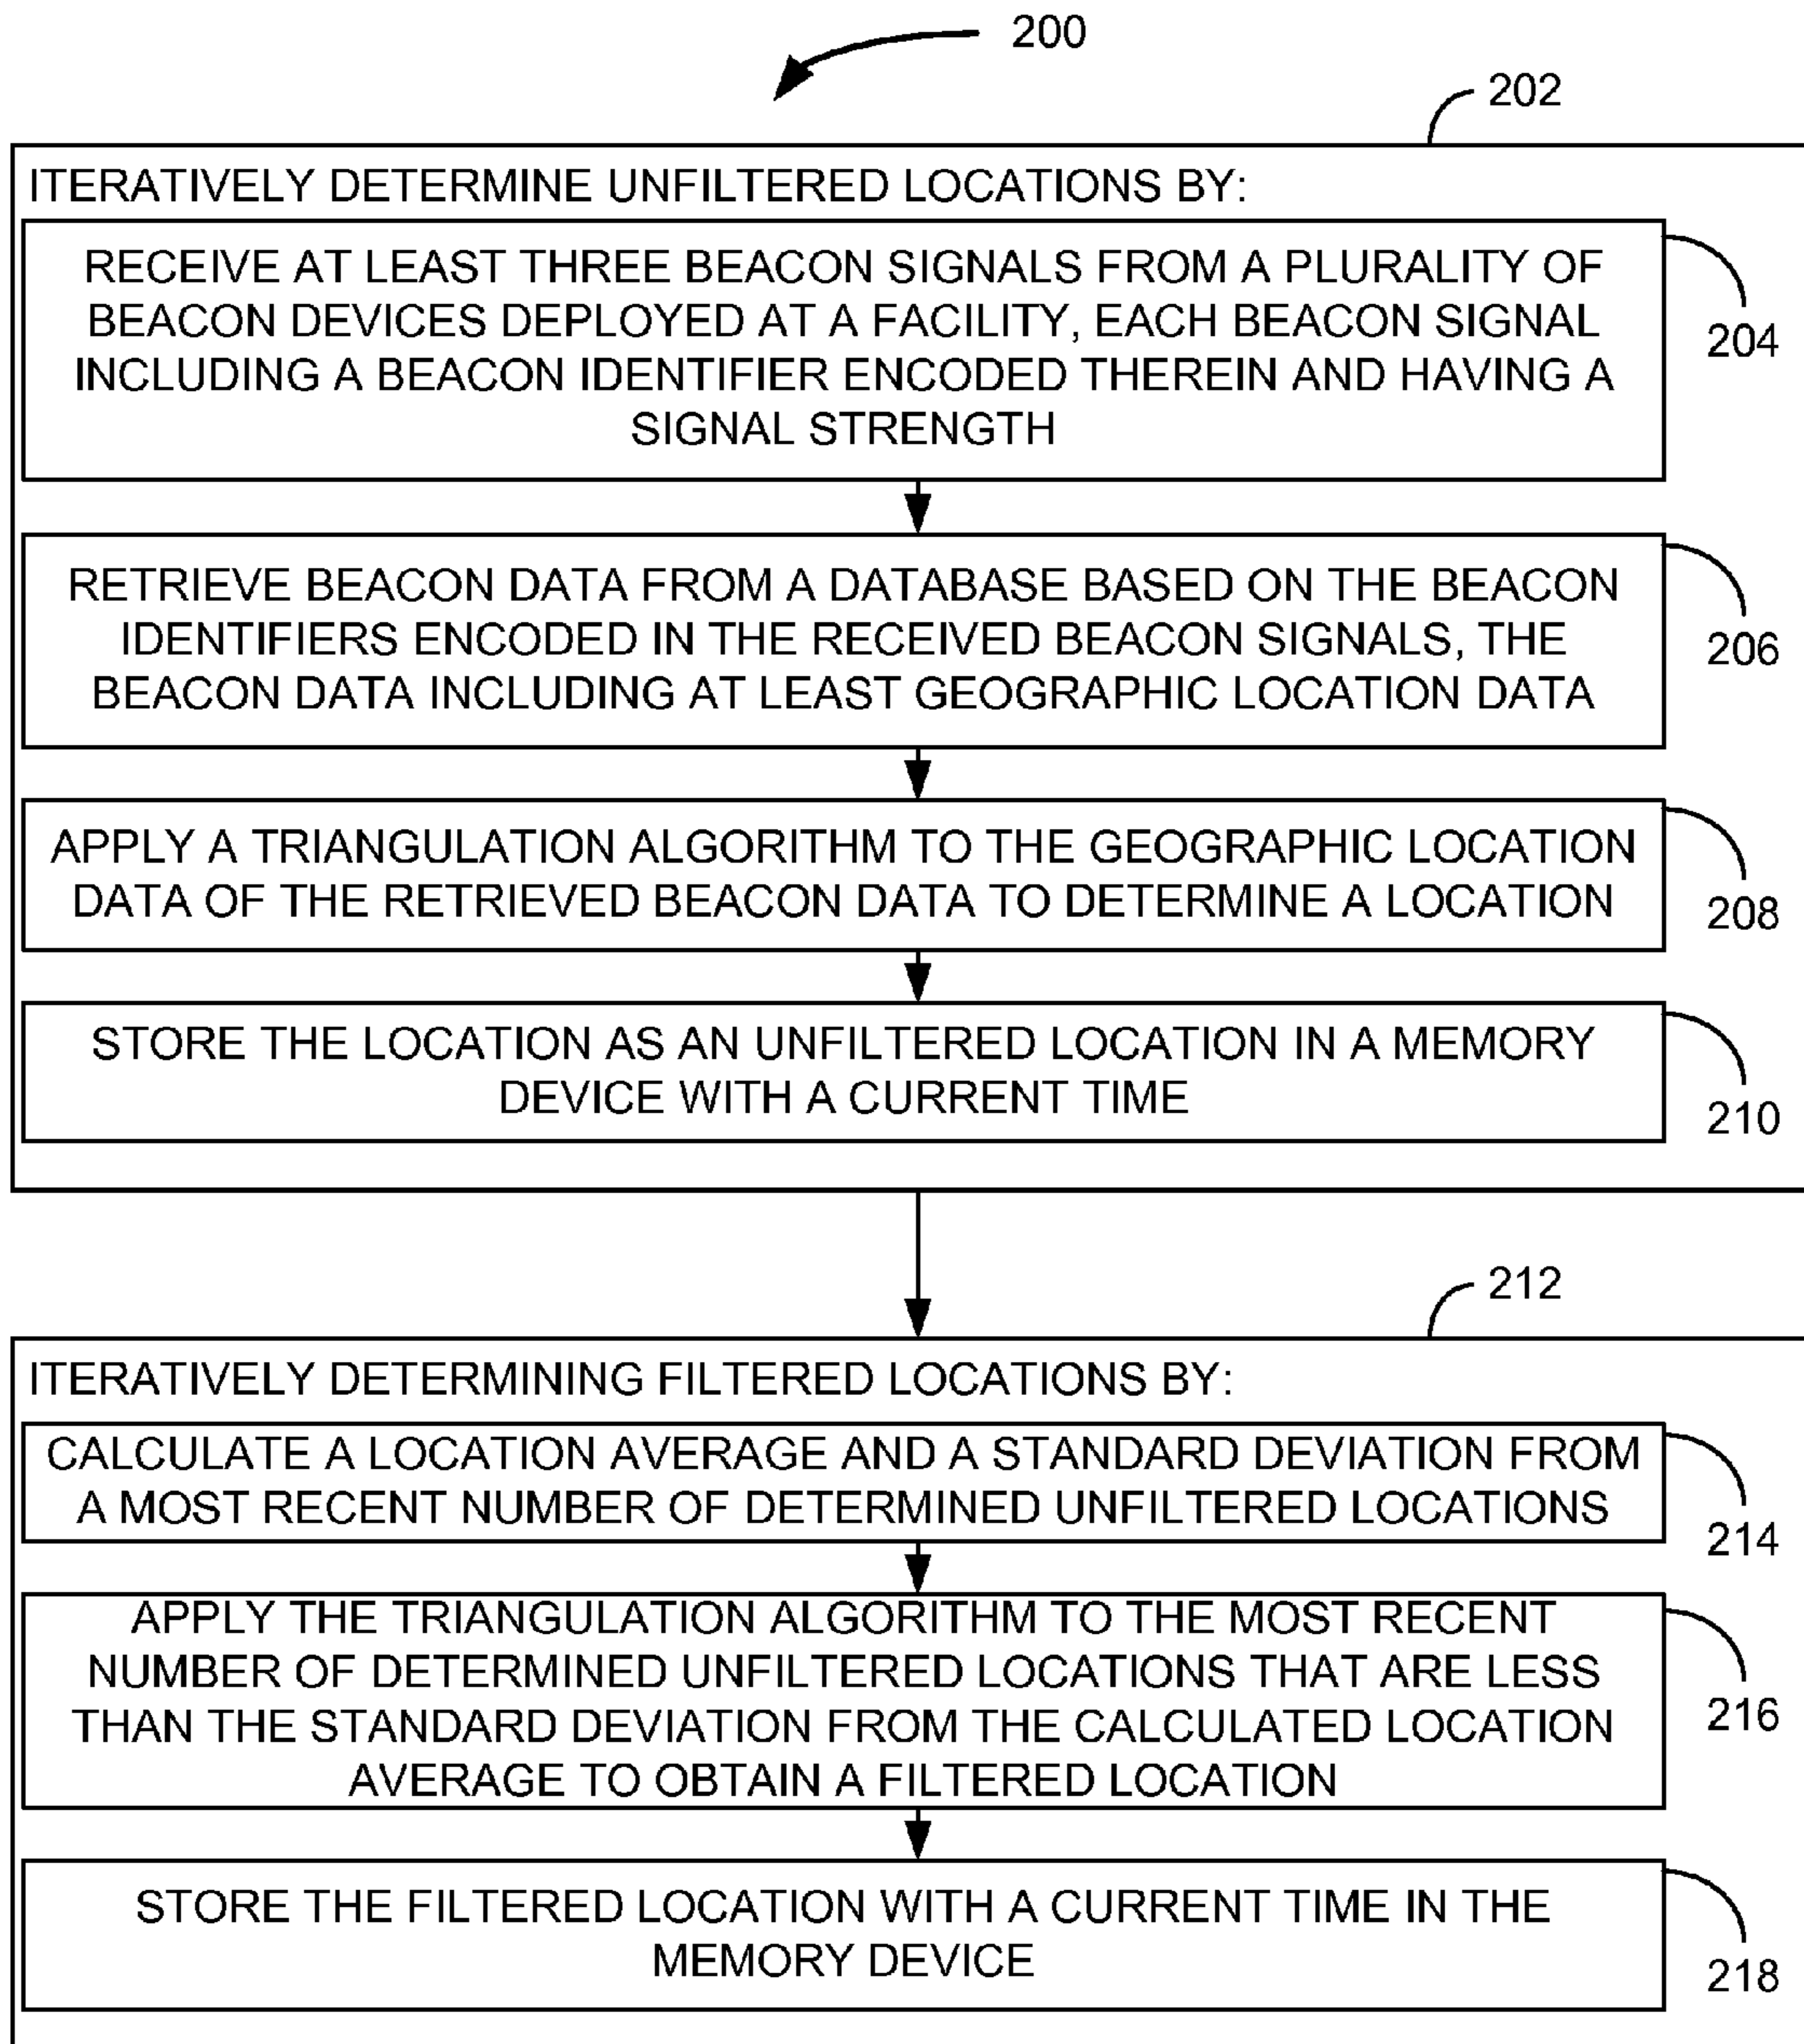 200
202
ITERATIVELY DETERMINE UNFILTERED LOCATIONS BY:
RECEIVE AT LEAST THREE BEACON SIGNALS FROM A PLURALITY OF
BEACON DEVICES DEPLOYED AT A FACILITY, EACH BEACON SIGNAL
INCLUDING A BEACON IDENTIFIER ENCODED THEREIN AND HAVING A
SIGNAL STRENGTH
204
RETRIEVE BEACON DATA FROM A DATABASE BASED ON THE BEACON
IDENTIFIERS ENCODED IN THE RECEIVED BEACON SIGNALS, THE
BEACON DATA INCLUDING AT LEAST GEOGRAPHIC LOCATION DATA
206
APPLY A TRIANGULATION ALGORITHM TO THE GEOGRAPHIC LOCATION
DATA OF THE RETRIEVED BEACON DATA TO DETERMINE A LOCATION
208
STORE THE LOCATION AS AN UNFILTERED LOCATION IN A MEMORY
DEVICE WITH A CURRENT TIME
210
212
ITERATIVELY DETERMINING FILTERED LOCATIONS BY:
CALCULATE A LOCATION AVERAGE AND A STANDARD DEVIATION FROM
A MOST RECENT NUMBER OF DETERMINED UNFILTERED LOCATIONS
214
APPLY THE TRIANGULATION ALGORITHM TO THE MOST RECENT
NUMBER OF DETERMINED UNFILTERED LOCATIONS THAT ARE LESS
THAN THE STANDARD DEVIATION FROM THE CALCULATED LOCATION
AVERAGE TO OBTAIN A FILTERED LOCATION
216
STORE THE FILTERED LOCATION WITH A CURRENT TIME IN THE
MEMORY DEVICE
218